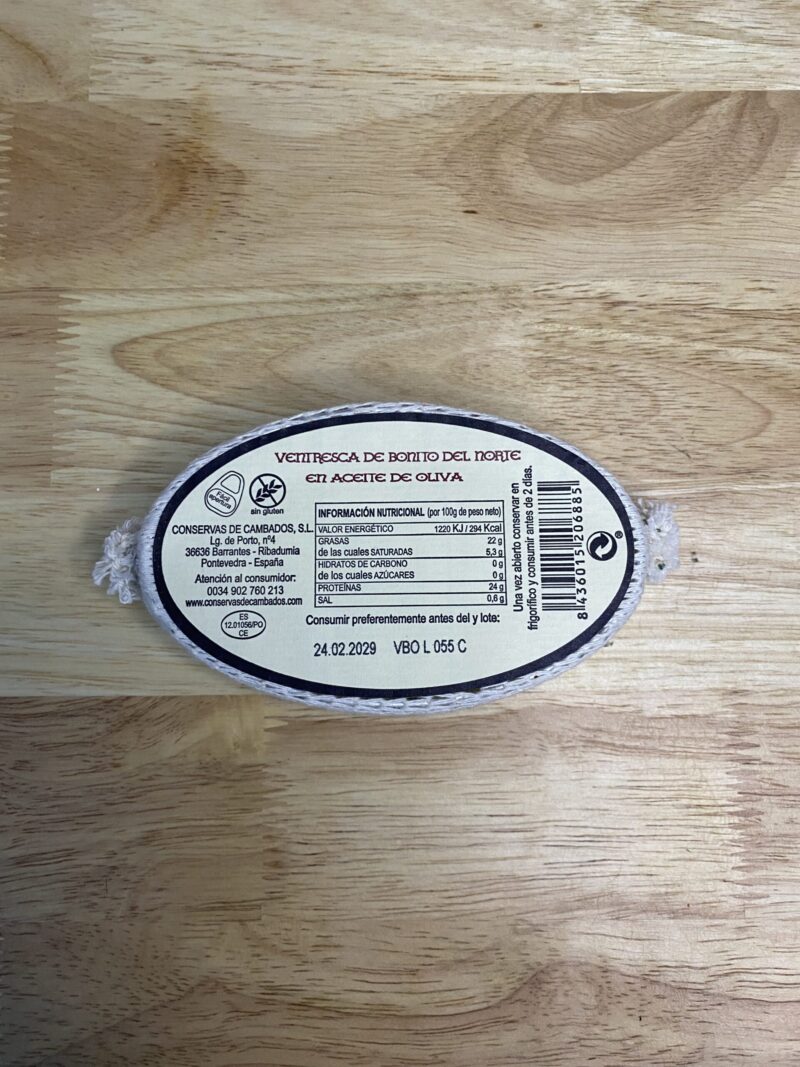 VENTRESCA DE BONITO DEL NORTE
EN ACEITE DE OLIVA
Fácil
apertura
sin gluten
CONSERVAS DE CAMBADOS, S.L.
Lg. de Porto, nº4
36636 Barrantes - Ribadumia
Pontevedra - España
Atención al consumidor:
0034 902 760 213
www.conservasdecambados.com
ES
12.01056/PO
CE
INFORMACIÓN NUTRICIONAL (por 100g de peso neto)
VALOR ENERGÉTICO 1220 KJ / 294 Kcal
GRASAS 22 g
de las cuales SATURADAS 5,3 g
HIDRATOS DE CARBONO 0 g
de los cuales AZÚCARES 0 g
PROTEÍNAS 24 g
SAL 0,6 g
Consumir preferentemente antes del y lote:
24.02.2029 VBO L 055 C
Una vez abierto conservar en
frigorífico y consumir antes de 2 días.
8 436015 206885
®